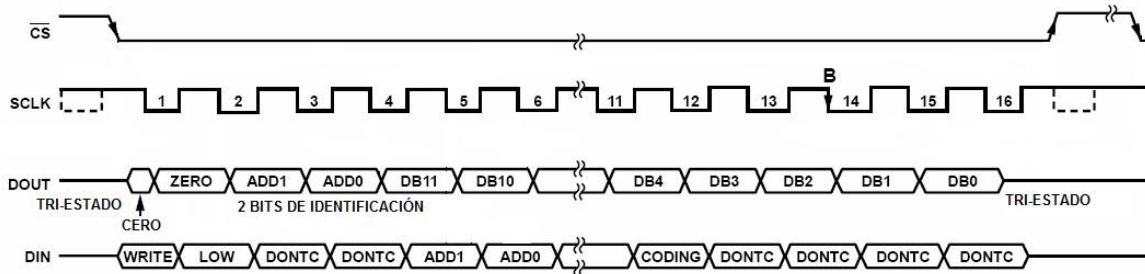 CS
B
SCLK 1 2 3 4 5 6 11 12 13 14 15 16
DOUT ZERO ADD1 ADD0 DB11 DB10 DB4 DB3 DB2 DB1 DB0
TRI-ESTADO 2 BITS DE IDENTIFICACIÓN TRI-ESTADO
CERO
DIN WRITE LOW DONTC DONTC ADD1 ADD0 CODING DONTC DONTC DONTC DONTC